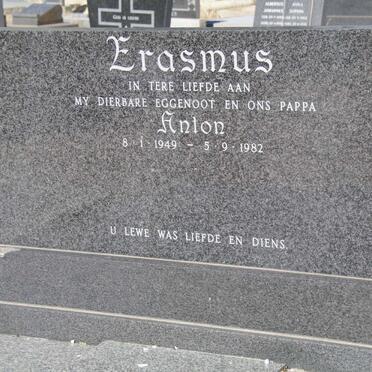 Erasmus
IN TERE LIEFDE AAN
MY DIERBARE EGGENOOT EN ONS PAPPA
Anton
8·1·1949 – 5·9·1982
U LEWE WAS LIEFDE EN DIENS.